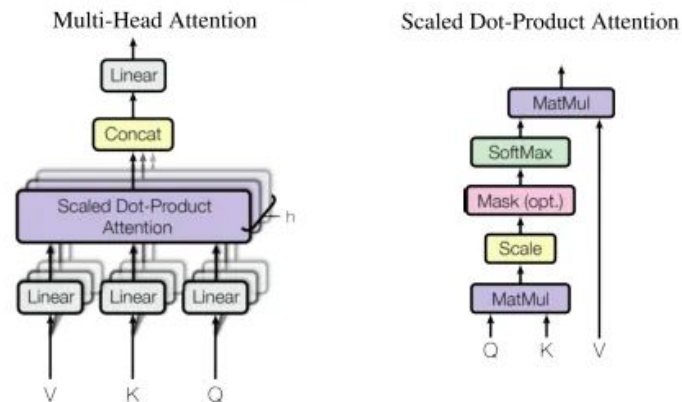 Multi-Head Attention
Linear
Concat
Scaled Dot-Product
Attention
h
Linear
Linear
Linear
V
K
Q
Scaled Dot-Product Attention
MatMul
SoftMax
Mask (opt.)
Scale
MatMul
Q
K
V